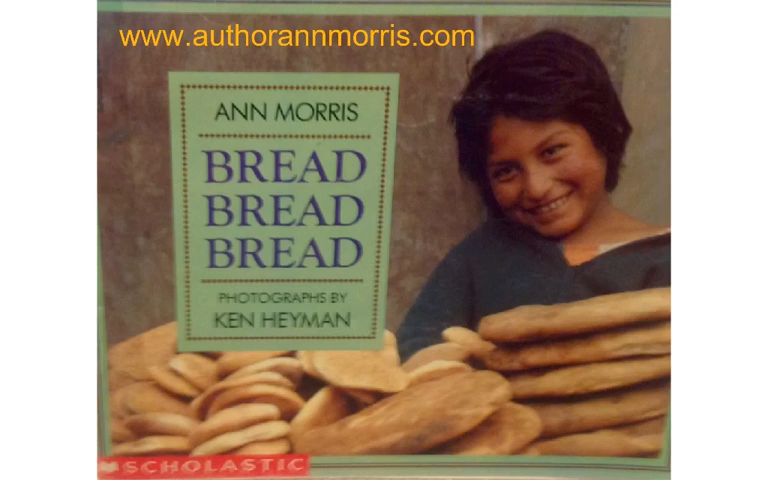 www.authorannmorris.com
ANN MORRIS
BREAD
BREAD
BREAD
PHOTOGRAPHS BY
KEN HEYMAN
SCHOLASTIC